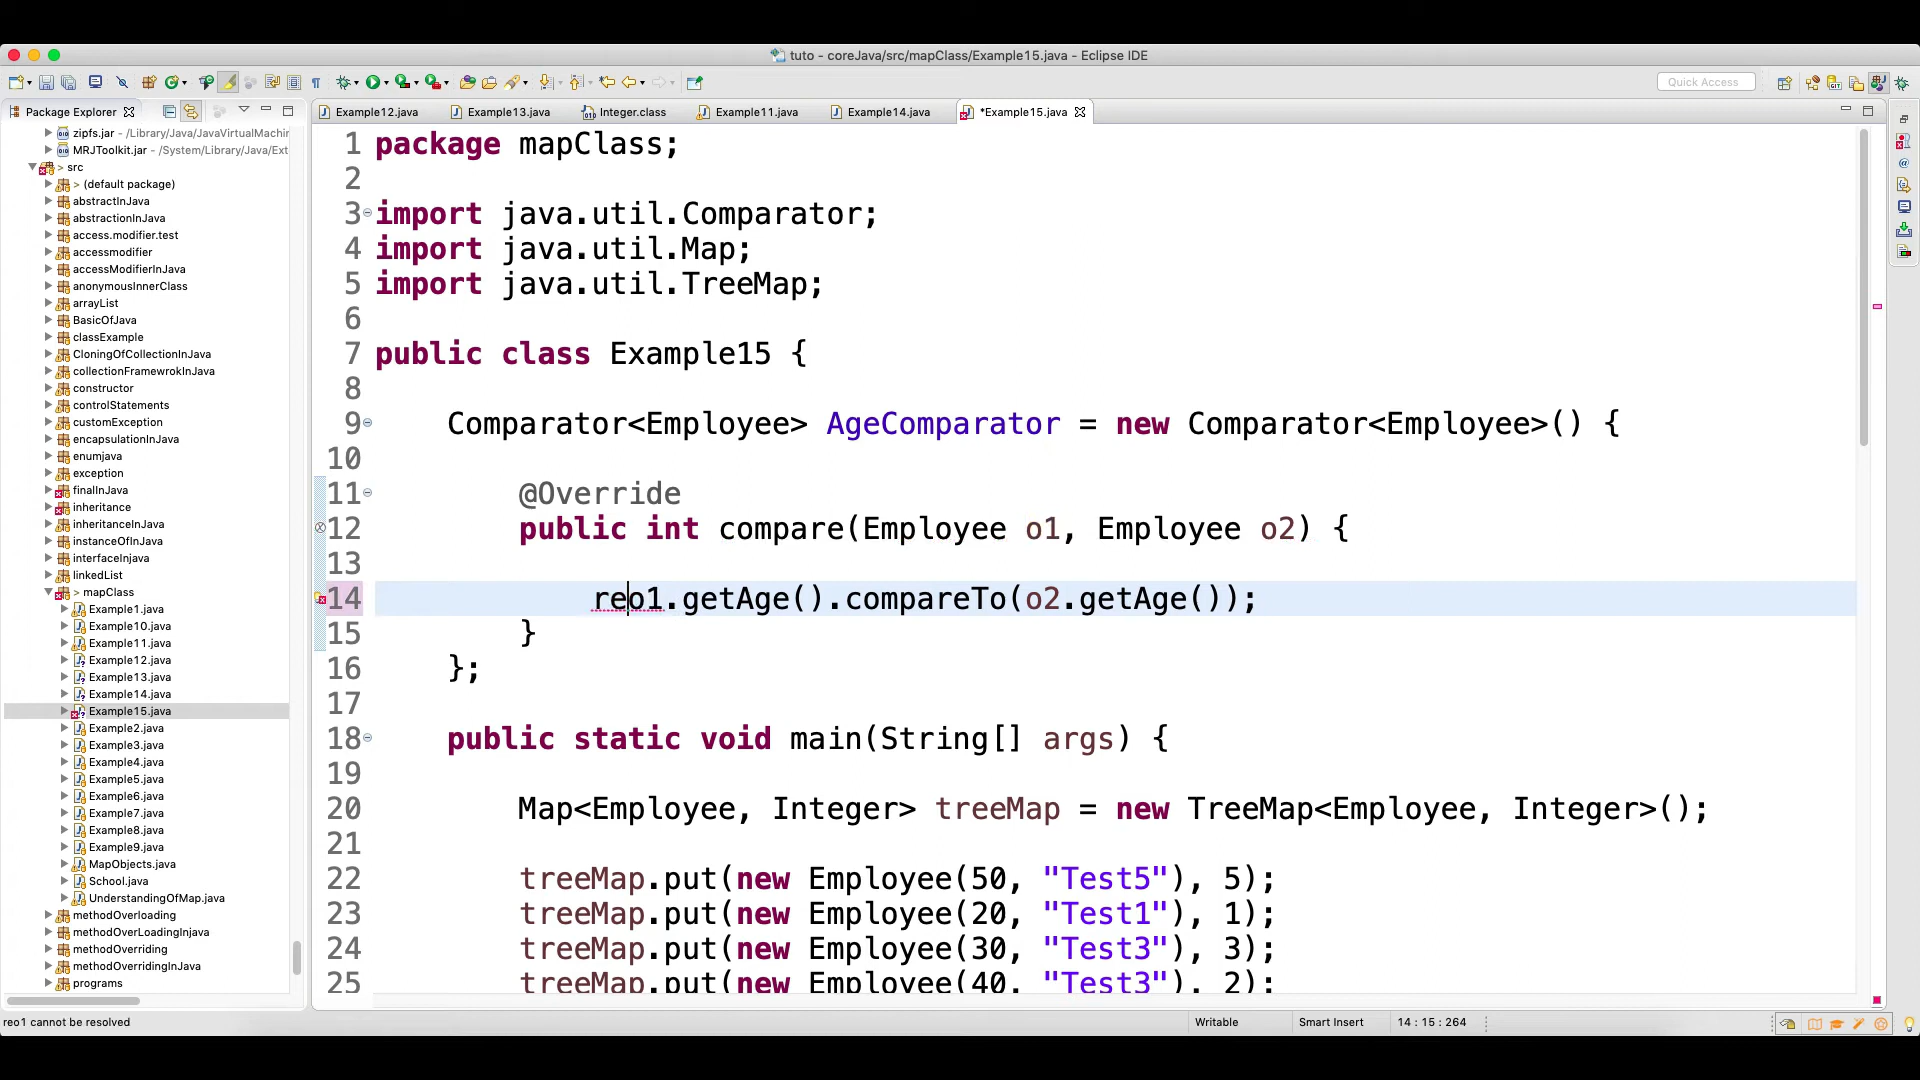 tuto - coreJava/src/mapClass/Example15.java - Eclipse IDE
Quick Access
Package Explorer
Example12.java
Example13.java
Integer.class
Example11.java
Example14.java
*Example15.java
zipfs.jar - /Library/Java/JavaVirtualMachin
MRJToolkit.jar - /System/Library/Java/Ext
> src
> (default package)
abstractInJava
abstractionInJava
access.modifier.test
accessmodifier
accessModifierInJava
anonymousInnerClass
arrayList
BasicOfJava
classExample
CloningOfCollectionInJava
collectionFramewrokInJava
constructor
controlStatements
customException
encapsulationInJava
enumjava
exception
finalInJava
inheritance
inheritanceInJava
instanceOfInJava
interfaceInjava
linkedList
> mapClass
Example1.java
Example10.java
Example11.java
Example12.java
Example13.java
Example14.java
Example15.java
Example2.java
Example3.java
Example4.java
Example5.java
Example6.java
Example7.java
Example8.java
Example9.java
MapObjects.java
School.java
UnderstandingOfMap.java
methodOverloading
methodOverLoadingInjava
methodOverriding
methodOverridingInJava
programs
1 package mapClass;
2
3 import java.util.Comparator;
4 import java.util.Map;
5 import java.util.TreeMap;
6
7 public class Example15 {
8
9 Comparator<Employee> AgeComparator = new Comparator<Employee>() {
10
11 @Override
12 public int compare(Employee o1, Employee o2) {
13
14 reo1.getAge().compareTo(o2.getAge());
15 }
16 };
17
18 public static void main(String[] args) {
19
20 Map<Employee, Integer> treeMap = new TreeMap<Employee, Integer>();
21
22 treeMap.put(new Employee(50, "Test5"), 5);
23 treeMap.put(new Employee(20, "Test1"), 1);
24 treeMap.put(new Employee(30, "Test3"), 3);
25 treeMap.put(new Employee(40, "Test3"), 2);
reo1 cannot be resolved
Writable
Smart Insert
14 : 15 : 264